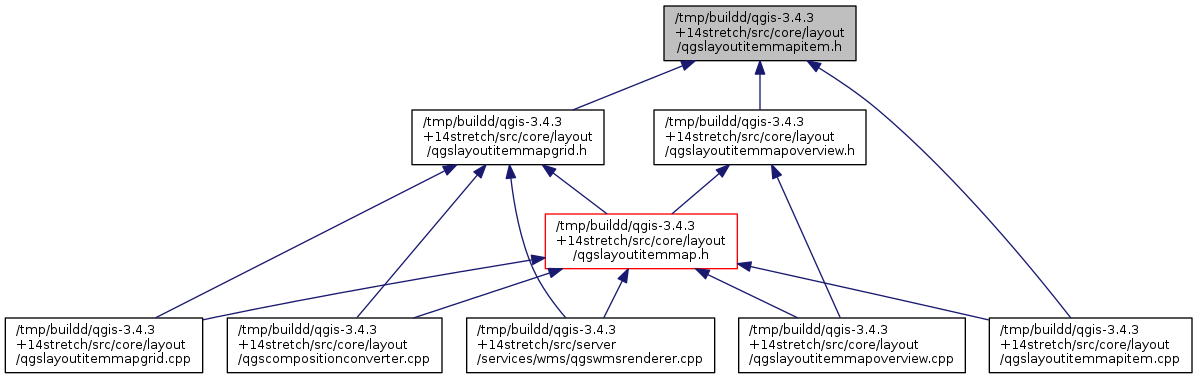 /tmp/buildd/qgis-3.4.3
+14stretch/src/core/layout
/qgslayoutitemmapitem.h
/tmp/buildd/qgis-3.4.3
+14stretch/src/core/layout
/qgslayoutitemmapgrid.h
/tmp/buildd/qgis-3.4.3
+14stretch/src/core/layout
/qgslayoutitemmapoverview.h
/tmp/buildd/qgis-3.4.3
+14stretch/src/core/layout
/qgslayoutitemmap.h
/tmp/buildd/qgis-3.4.3
+14stretch/src/core/layout
/qgslayoutitemmapgrid.cpp
/tmp/buildd/qgis-3.4.3
+14stretch/src/core/layout
/qgscompositionconverter.cpp
/tmp/buildd/qgis-3.4.3
+14stretch/src/server
/services/wms/qgswmsrenderer.cpp
/tmp/buildd/qgis-3.4.3
+14stretch/src/core/layout
/qgslayoutitemmapoverview.cpp
/tmp/buildd/qgis-3.4.3
+14stretch/src/core/layout
/qgslayoutitemmapitem.cpp